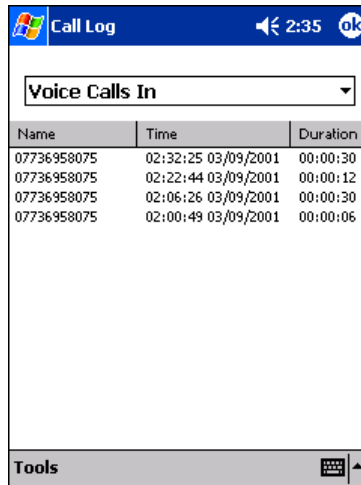 Call Log 2:35 ok
Voice Calls In
Name Time Duration
07736958075 02:32:25 03/09/2001 00:00:30
07736958075 02:22:44 03/09/2001 00:00:12
07736958075 02:06:26 03/09/2001 00:00:30
07736958075 02:00:49 03/09/2001 00:00:06
Tools